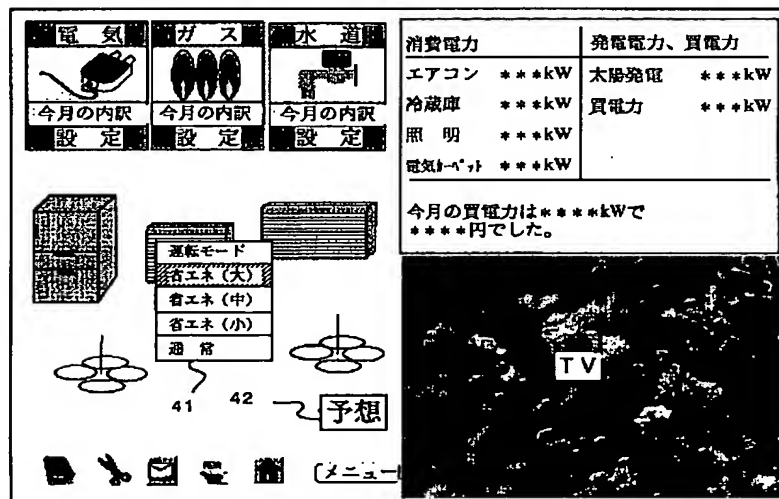 電 気
今月の内訳
設 定
ガ ス
今月の内訳
設 定
水 道
今月の内訳
設 定
消費電力
エアコン ***kW
冷蔵庫 ***kW
照 明 ***kW
電気カーペット ***kW
発電電力、買電力
太陽発電 ***kW
買電力 ***kW
今月の買電力は****kWで
****円でした。
運転モード
省エネ(大)
省エネ(中)
省エネ(小)
通 常
41
42
予想
TV
メニュー